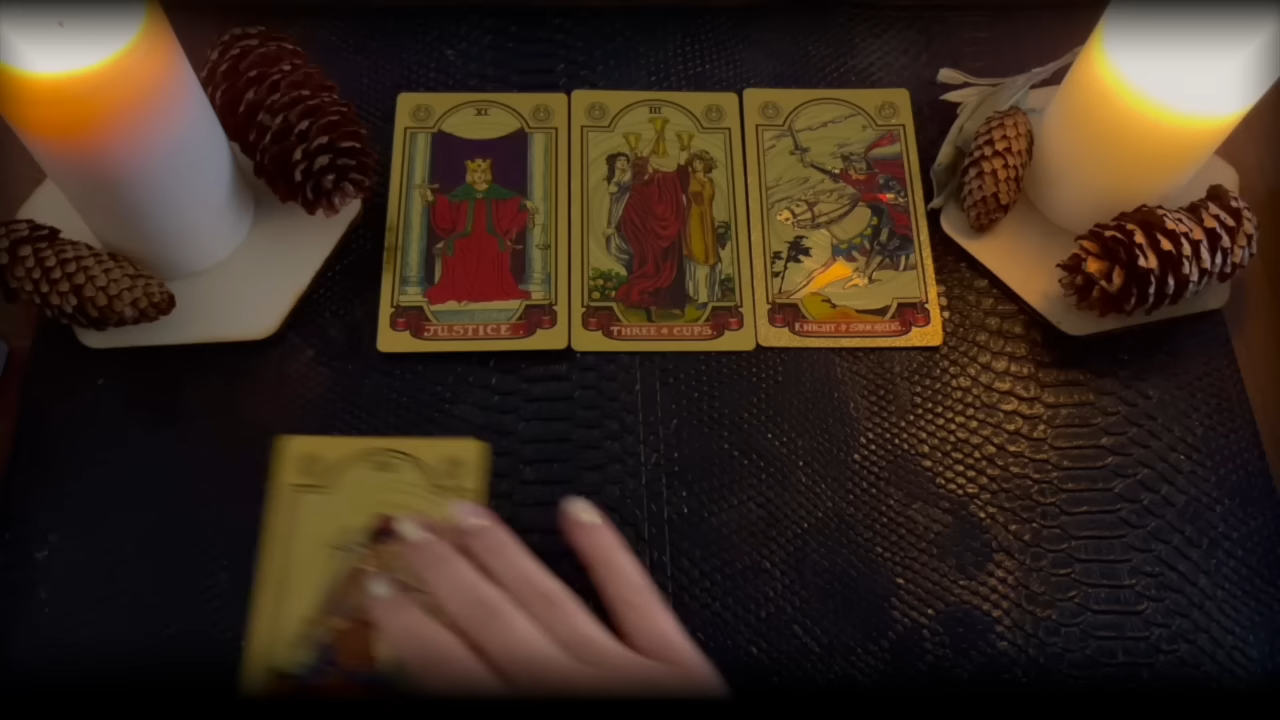 XI
III
JUSTICE.
THREE of CUPS.
KNIGHT of SWORDS.